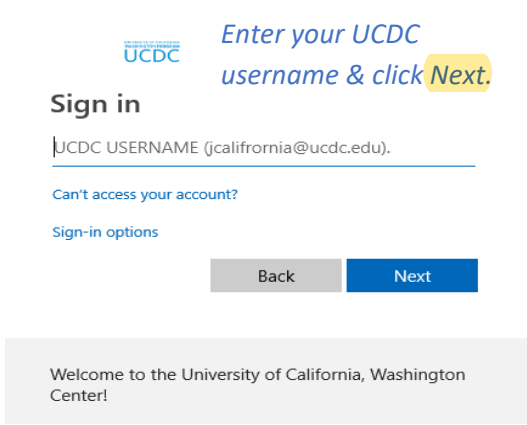 UCDC
Enter your UCDC
username & click Next.
Sign in
UCDC USERNAME (jcalifrornia@ucdc.edu).
Can't access your account?
Sign-in options
Back
Next
Welcome to the University of California, Washington
Center!